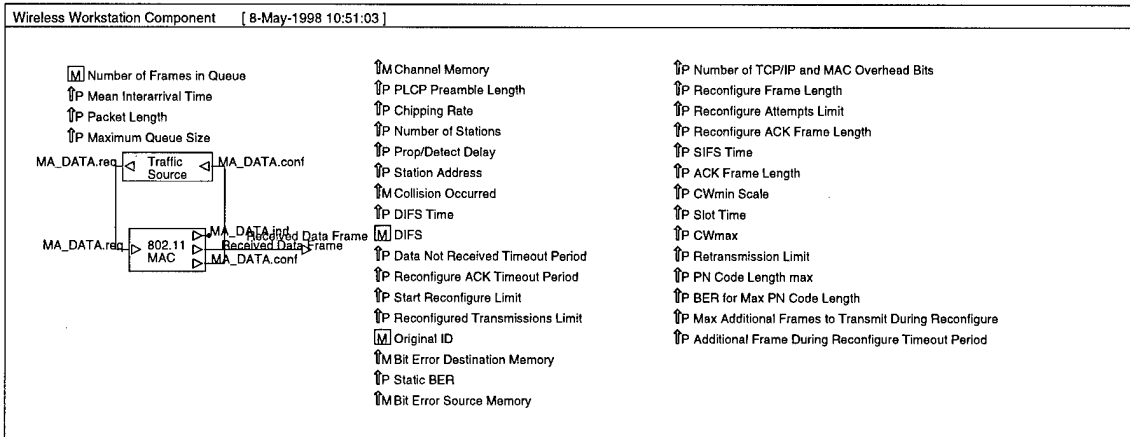 Wireless Workstation Component [ 8-May-1998 10:51:03 ]
M Number of Frames in Queue
⇑P Mean Interarrival Time
⇑P Packet Length
⇑P Maximum Queue Size
MA_DATA.req
Traffic
Source
MA_DATA.conf
MA_DATA.req
802.11
MAC
MA_DATA.ind
Received Data Frame
Received Data Frame
MA_DATA.conf
⇑M Channel Memory
⇑P PLCP Preamble Length
⇑P Chipping Rate
⇑P Number of Stations
⇑P Prop/Detect Delay
⇑P Station Address
⇑M Collision Occurred
⇑P DIFS Time
M DIFS
⇑P Data Not Received Timeout Period
⇑P Reconfigure ACK Timeout Period
⇑P Start Reconfigure Limit
⇑P Reconfigured Transmissions Limit
M Original ID
⇑M Bit Error Destination Memory
⇑P Static BER
⇑M Bit Error Source Memory
⇑P Number of TCP/IP and MAC Overhead Bits
⇑P Reconfigure Frame Length
⇑P Reconfigure Attempts Limit
⇑P Reconfigure ACK Frame Length
⇑P SIFS Time
⇑P ACK Frame Length
⇑P CWmin Scale
⇑P Slot Time
⇑P CWmax
⇑P Retransmission Limit
⇑P PN Code Length max
⇑P BER for Max PN Code Length
⇑P Max Additional Frames to Transmit During Reconfigure
⇑P Additional Frame During Reconfigure Timeout Period